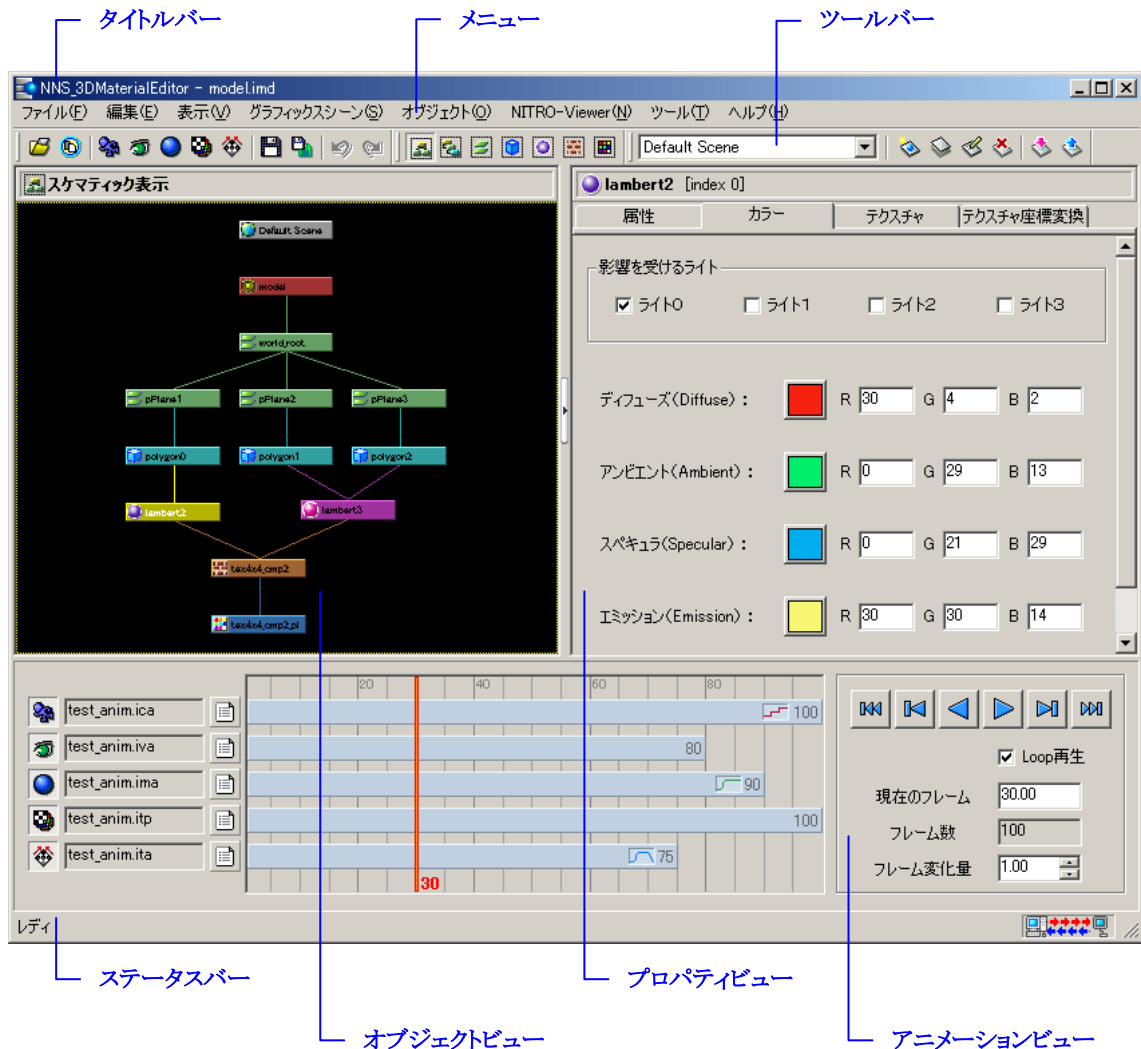 タイトルバー
メニュー
ツールバー
NNS_3DMaterialEditor - model.imd
ファイル(F) 編集(E) 表示(V) グラフィックスシーン(S) オブジェクト(O) NITRO-Viewer(N) ツール(T) ヘルプ(H)
Default Scene
スケマティック表示
lambert2 [index 0]
属性 カラー テクスチャ テクスチャ座標変換
Default Scene
model
world_root
pPlane1 pPlane2 pPlane3
polygon0 polygon1 polygon2
lambert2 lambert3
tex4x4_cmp2
tex4x4_cmp2_pl
影響を受けるライト
ライト0 ライト1 ライト2 ライト3
ディフューズ(Diffuse) : R 30 G 4 B 2
アンビエント(Ambient) : R 0 G 29 B 13
スペキュラ(Specular) : R 0 G 21 B 29
エミッション(Emission) : R 30 G 30 B 14
20 40 60 80
test_anim.ica 100
test_anim.iva 80
test_anim.ima 90
test_anim.itp 100
test_anim.ita 75
30
Loop再生
現在のフレーム 30.00
フレーム数 100
フレーム変化量 1.00
レディ
ステータスバー
プロパティビュー
オブジェクトビュー
アニメーションビュー